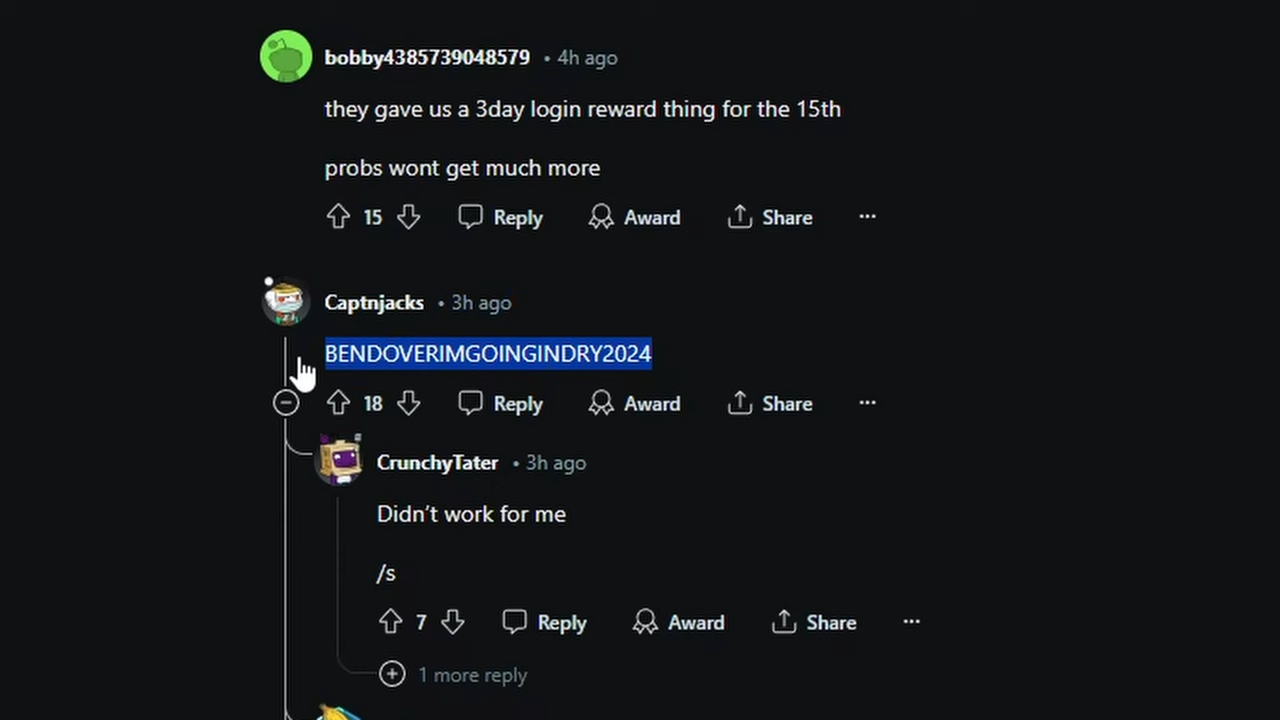 bobby4385739048579 • 4h ago
they gave us a 3day login reward thing for the 15th
probs wont get much more
15 Reply Award Share ...
Captnjacks • 3h ago
BENDOVERIMGOINGINDRY2024
18 Reply Award Share ...
CrunchyTater • 3h ago
Didn’t work for me
/s
7 Reply Award Share ...
1 more reply